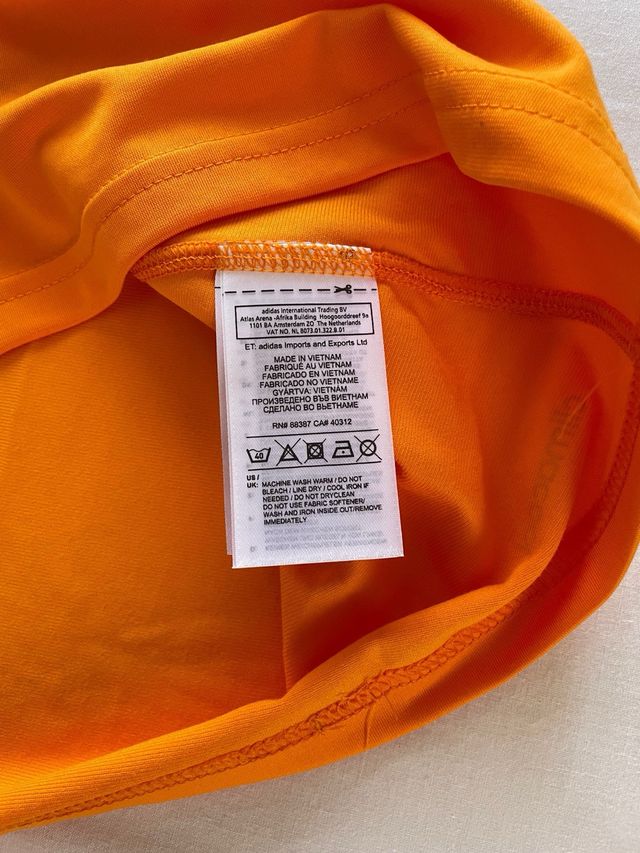 adidas International Trading BV
Atlas Arena -Afrika Building Hoogoorddreef 9a
1101 BA Amsterdam ZO The Netherlands
VAT NO. NL 8073.01.322.B.01
ET: adidas Imports and Exports Ltd
MADE IN VIETNAM
FABRIQUÉ AU VIETNAM
FABRICADO EN VIETNAM
FABRICADO NO VIETNAME
GYÁRTVA: VIETNÁM
ПРОИЗВЕДЕНО ВЪВ ВИЕТНАМ
СДЕЛАНО ВО ВЬЕТНАМЕ
RN# 88387 CA# 40312
40
US /
UK: MACHINE WASH WARM / DO NOT
BLEACH / LINE DRY / COOL IRON IF
NEEDED / DO NOT DRYCLEAN
DO NOT USE FABRIC SOFTENER/
WASH AND IRON INSIDE OUT/REMOVE
IMMEDIATELY